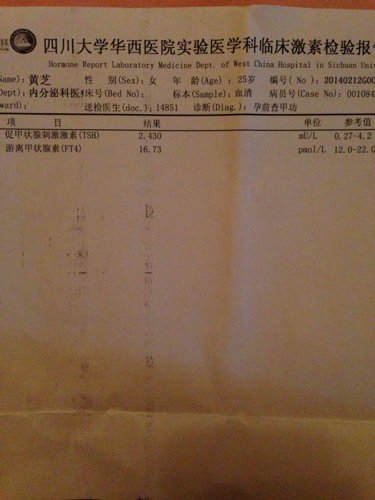 四川大学华西医院实验医学科临床激素检验报
Hormone Report Laboratory Medicine Dept. of West China Hospital in Sichuan Univ
Name): 黄芝 性 别(Sex): 女 年 龄(Age) : 25岁 编号( No ): 20140212G00
Dept): 内分泌科医 床号(Bed No): 标本(Sample): 血清 病员号(Case No): 001084
ward): 送检医生(doc.): 14851 诊断(Diag.): 孕前查甲功
项 目 结果 单位 参考值
促甲状腺刺激激素(TSH) 2.430 mU/L 0.27-4.2
游离甲状腺素(FT4) 16.73 pmol/L 12.0-22.0